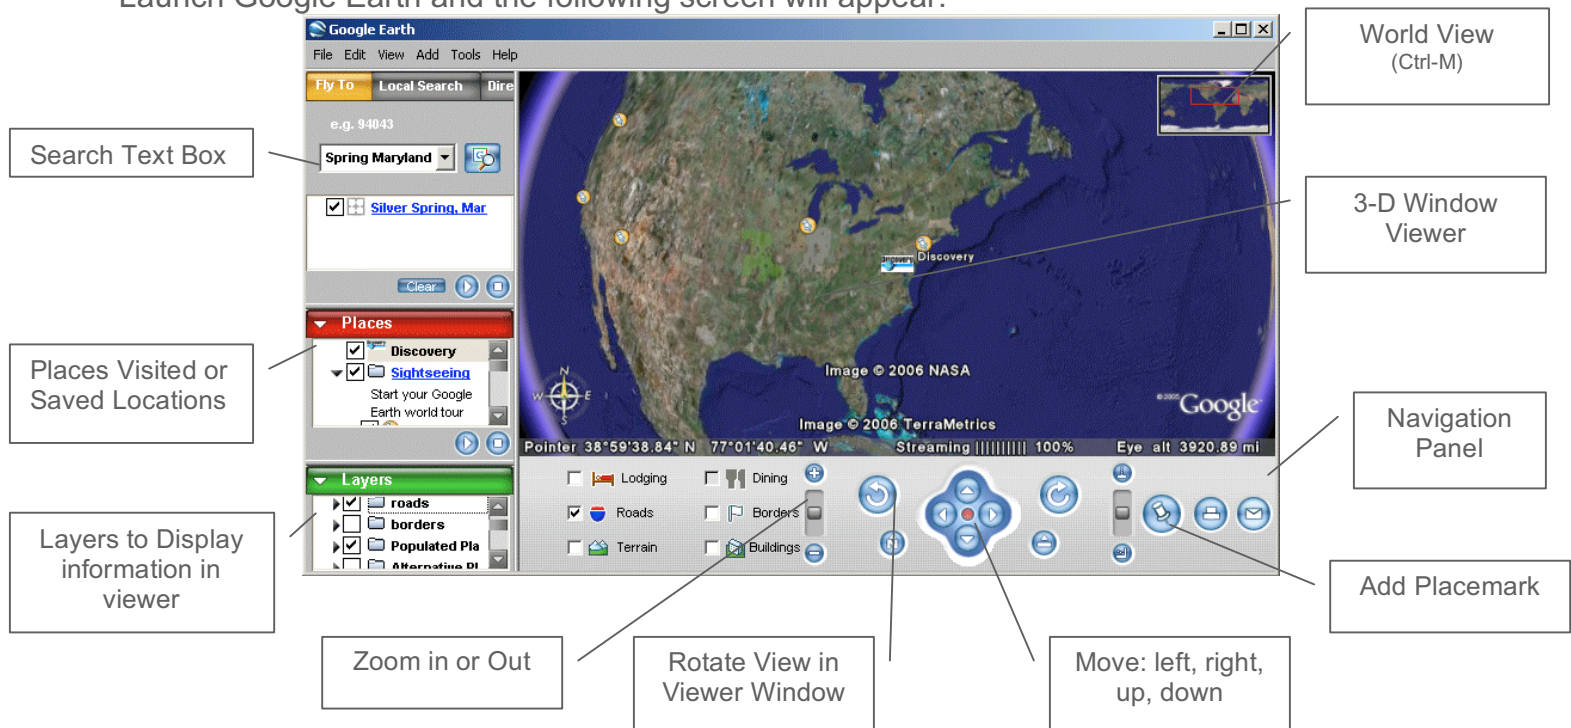 Launch Google Earth and the following screen will appear:
Google Earth
File Edit View Add Tools Help
Fly To Local Search Dire
e.g. 94043
Spring Maryland
Silver Spring, Mar
Clear
Places
Discovery
Sightseeing
Start your Google
Earth world tour
Layers
roads
borders
Populated Pla
Discovery
Discovery
N
W E
S
Image © 2006 NASA
Image © 2006 TerraMetrics
© 2005 Google
Pointer 38°59'38.84" N 77°01'40.46" W Streaming |||||||||| 100% Eye alt 3920.89 mi
Lodging Dining
Roads Borders
Terrain Buildings
N
World View
(Ctrl-M)
Search Text Box
3-D Window
Viewer
Places Visited or
Saved Locations
Navigation
Panel
Layers to Display
information in
viewer
Add Placemark
Zoom in or Out
Rotate View in
Viewer Window
Move: left, right,
up, down